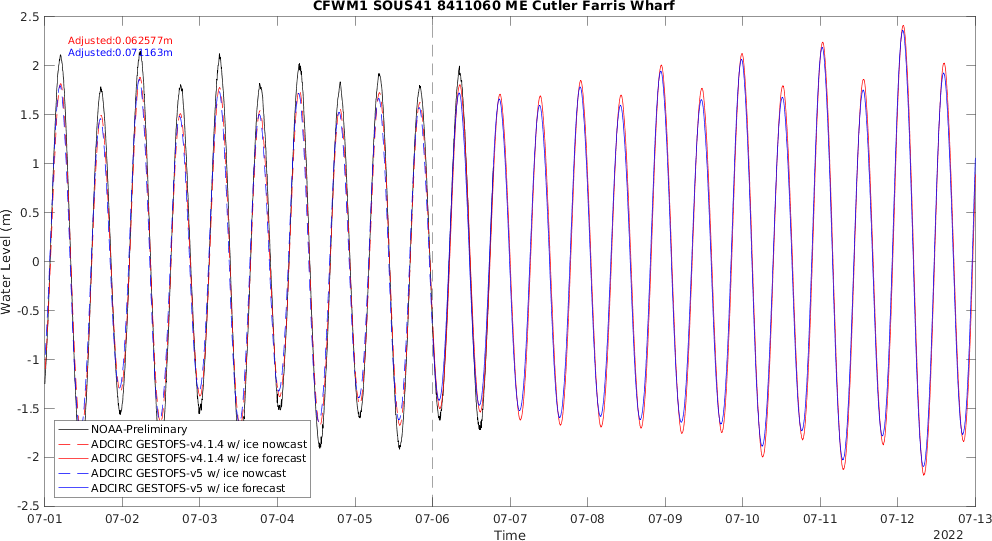 CFWM1 SOUS41 8411060 ME Cutler Farris Wharf
Adjusted:0.062577m
Adjusted:0.071163m
Water Level (m)
2.5
2
1.5
1
0.5
0
-0.5
-1
-1.5
-2
-2.5
NOAA-Preliminary
ADCIRC GESTOFS-v4.1.4 w/ ice nowcast
ADCIRC GESTOFS-v4.1.4 w/ ice forecast
ADCIRC GESTOFS-v5 w/ ice nowcast
ADCIRC GESTOFS-v5 w/ ice forecast
07-01 07-02 07-03 07-04 07-05 07-06 07-07 07-08 07-09 07-10 07-11 07-12 07-13
Time
2022